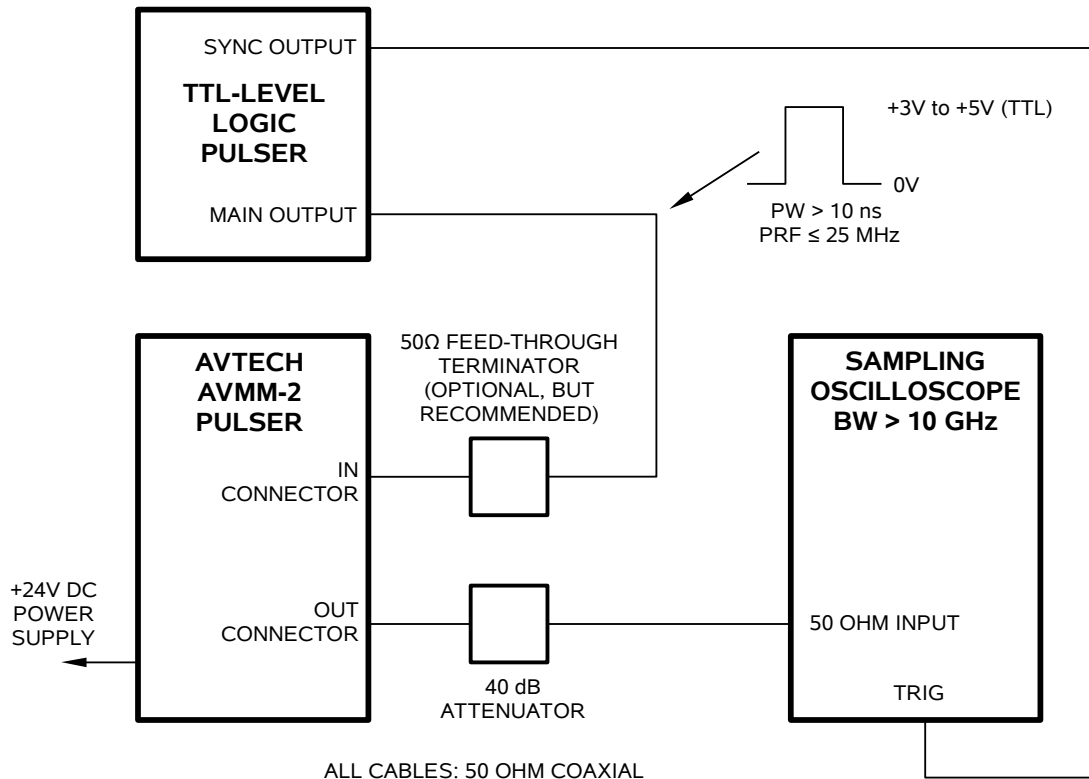 SYNC OUTPUT
TTL-LEVEL
LOGIC
PULSER
MAIN OUTPUT
+3V to +5V (TTL)
0V
PW > 10 ns
PRF ≤ 25 MHz
AVTECH
AVMM-2
PULSER
IN
CONNECTOR
OUT
CONNECTOR
50Ω FEED-THROUGH
TERMINATOR
(OPTIONAL, BUT
RECOMMENDED)
SAMPLING
OSCILLOSCOPE
BW > 10 GHz
50 OHM INPUT
TRIG
+24V DC
POWER
SUPPLY
40 dB
ATTENUATOR
ALL CABLES: 50 OHM COAXIAL